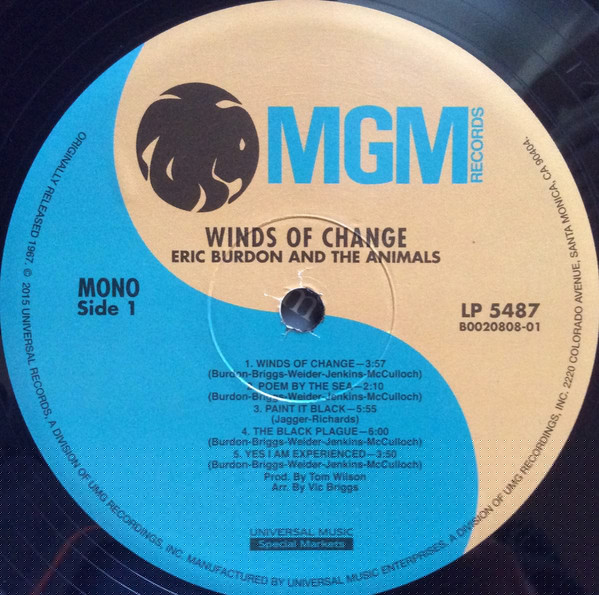 MGM
RECORDS
WINDS OF CHANGE
ERIC BURDON AND THE ANIMALS
MONO
Side 1
LP 5487
B0020808-01
1. WINDS OF CHANGE—3:57
(Burdon-Briggs-Weider-Jenkins-McCulloch)
2. POEM BY THE SEA—2:10
(Burdon-Briggs-Weider-Jenkins-McCulloch)
3. PAINT IT BLACK—5:55
(Jagger-Richards)
4. THE BLACK PLAGUE—6:00
(Burdon-Briggs-Weider-Jenkins-McCulloch)
5. YES I AM EXPERIENCED—3:50
(Burdon-Briggs-Weider-Jenkins-McCulloch)
Prod. By Tom Wilson
Arr. By Vic Briggs
UNIVERSAL MUSIC
Special Markets
ORIGINALLY RELEASED 1967. © 2015 UNIVERSAL RECORDS, A DIVISION OF UMG RECORDINGS, INC. MANUFACTURED BY UNIVERSAL MUSIC ENTERPRISES, A DIVISION OF UMG RECORDINGS, INC. 2220 COLORADO AVENUE, SANTA MONICA, CA 90404.